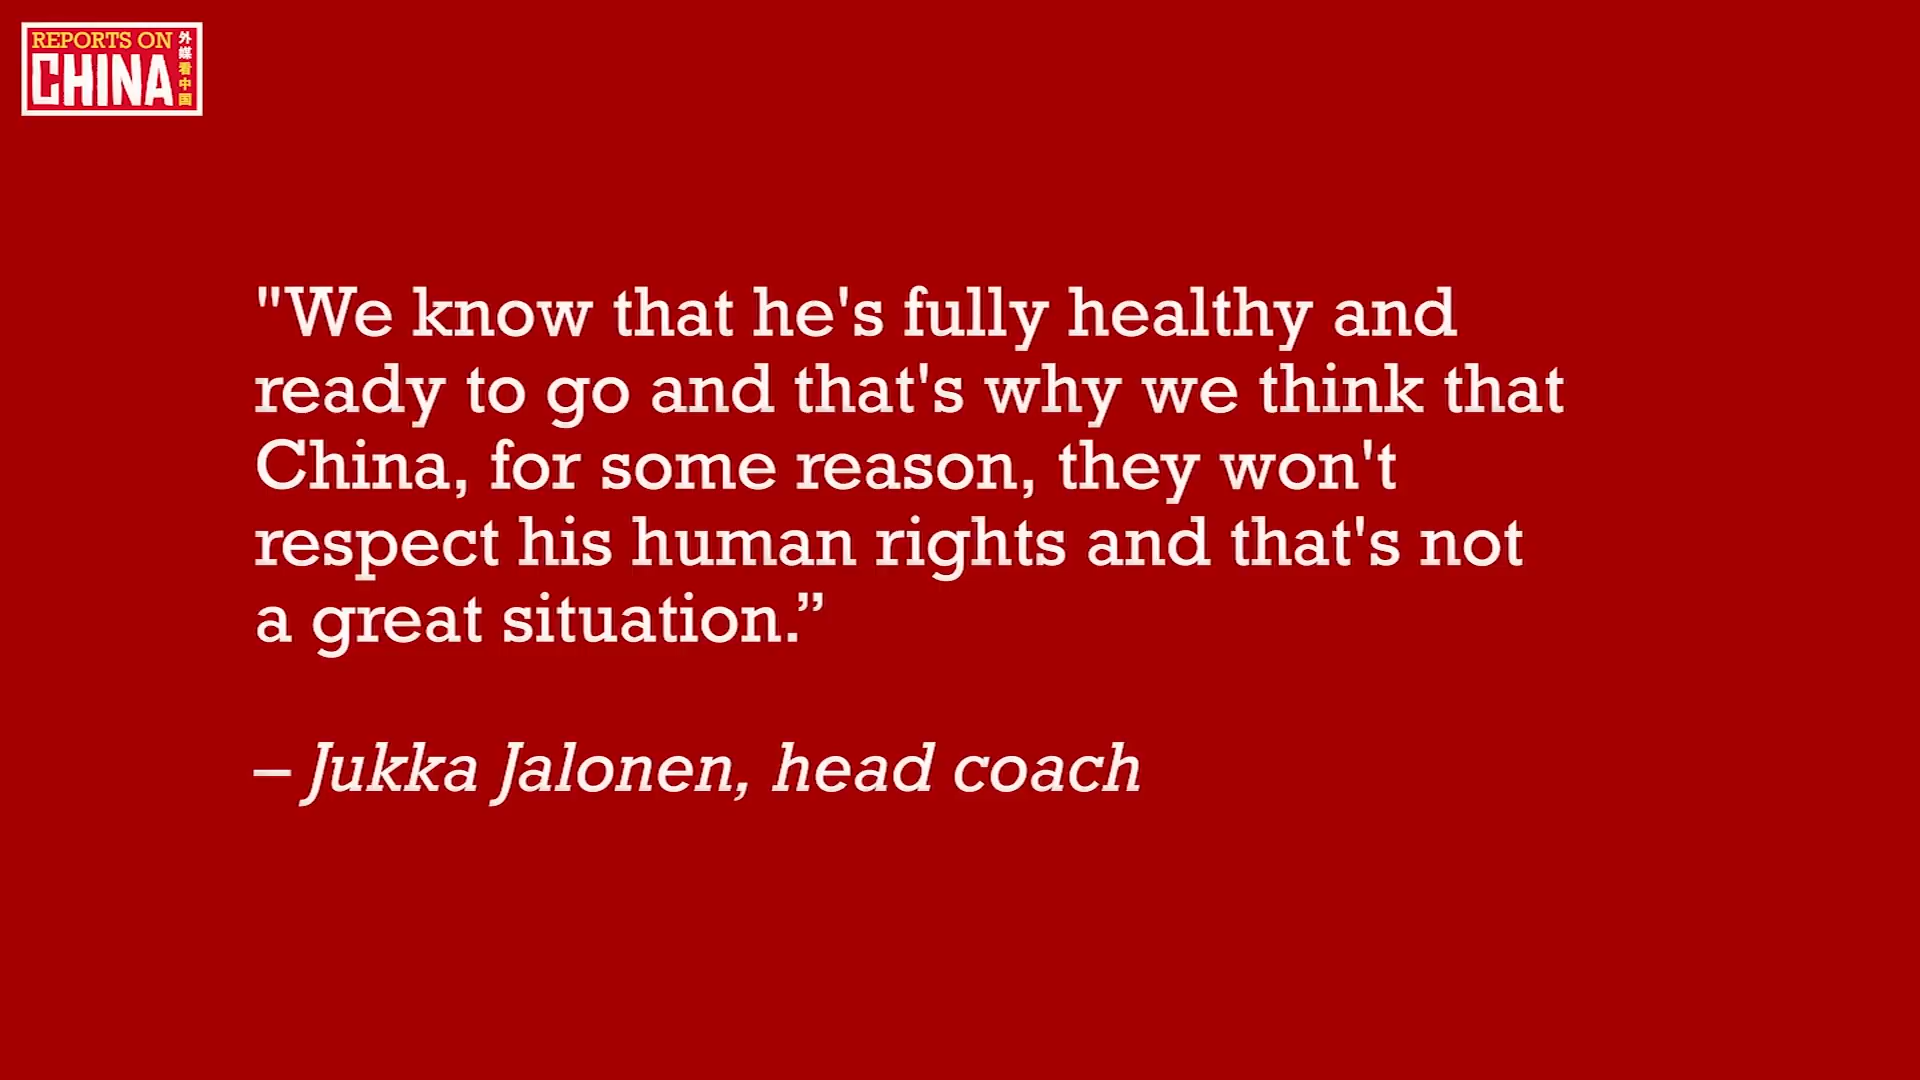 REPORTS ON
CHINA
外媒看中国
"We know that he's fully healthy and
ready to go and that's why we think that
China, for some reason, they won't
respect his human rights and that's not
a great situation.”
– Jukka Jalonen, head coach